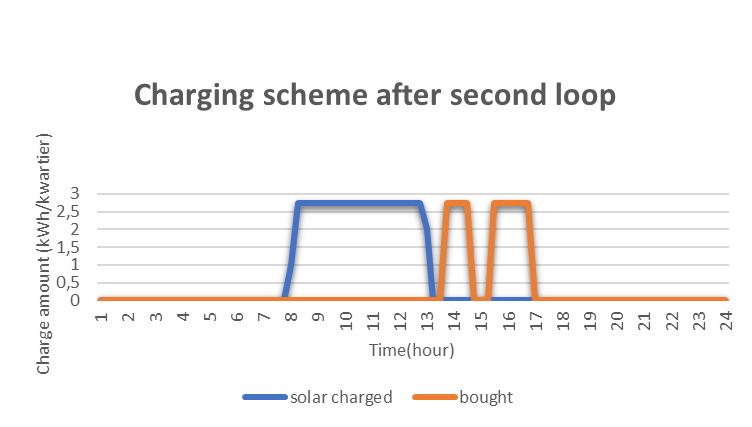 Charging scheme after second loop
Charge amount (kWh/kwartier)
3
2,5
2
1,5
1
0,5
0
1 2 3 4 5 6 7 8 9 10 11 12 13 14 15 16 17 18 19 20 21 22 23 24
Time(hour)
solar charged bought